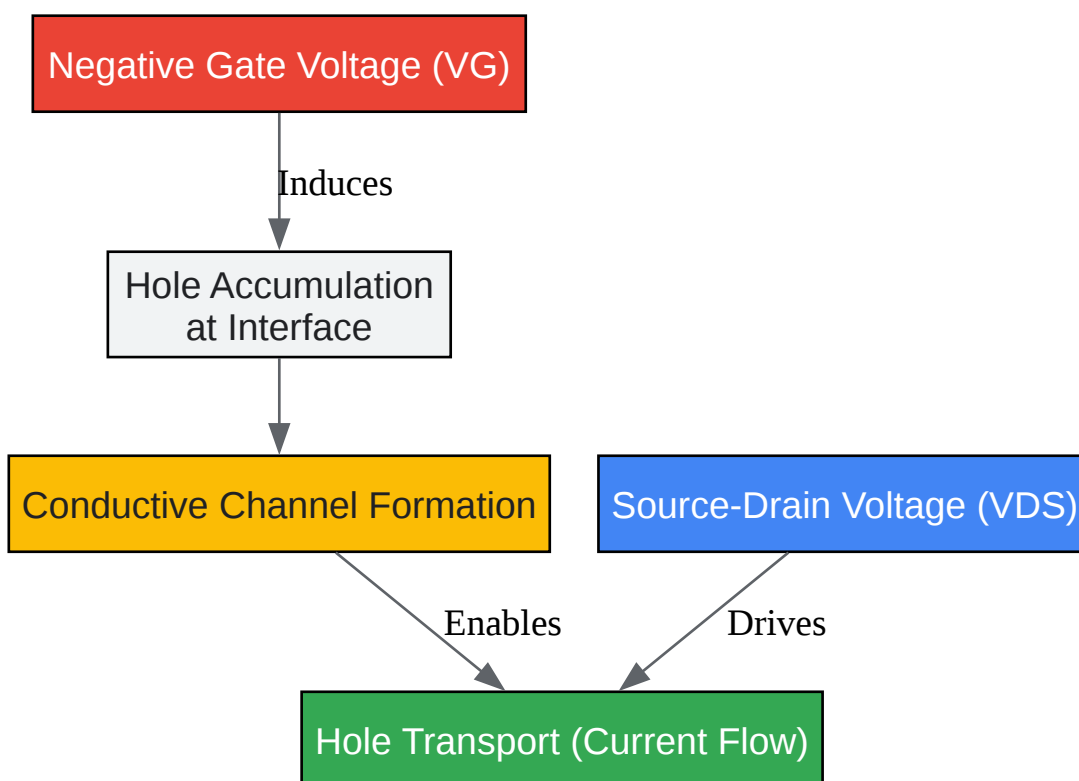 Negative Gate Voltage (VG)
Induces
Hole Accumulation
at Interface
Conductive Channel Formation
Source-Drain Voltage (VDS)
Enables
Drives
Hole Transport (Current Flow)